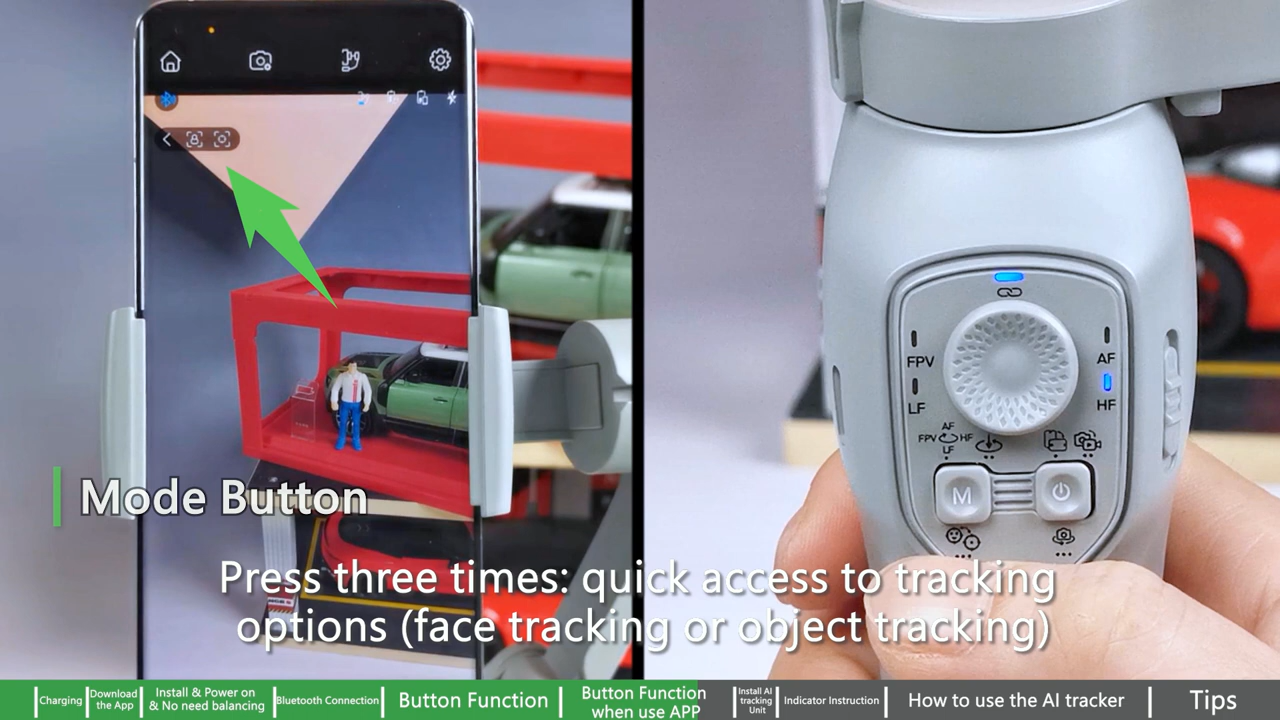 FPV
LF
AF
HF
AF
FPV HF
LF
M
Mode Button
Press three times: quick access to tracking
options (face tracking or object tracking)
Charging
Download
the App
Install & Power on
& No need balancing
Bluetooth Connection
Button Function
Button Function
when use APP
Install AI
tracking
Unit
Indicator Instruction
How to use the AI tracker
Tips